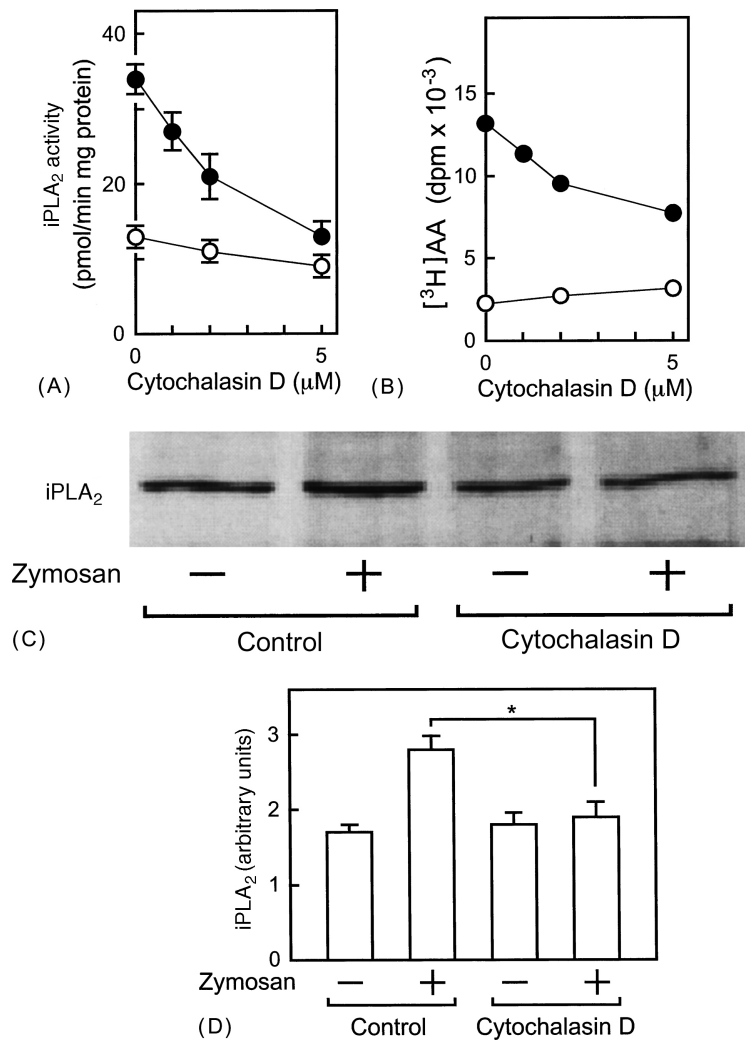 40
20
0
iPLA₂ activity
(pmol/min mg protein)
0 5
(A) Cytochalasin D (μM)
15
10
5
0
[³H]AA (dpm x 10⁻³)
0 5
(B) Cytochalasin D (μM)
iPLA₂
Zymosan − + − +
(C) Control Cytochalasin D
3
2
1
0
iPLA₂ (arbitrary units)
*
Zymosan − + − +
(D) Control Cytochalasin D